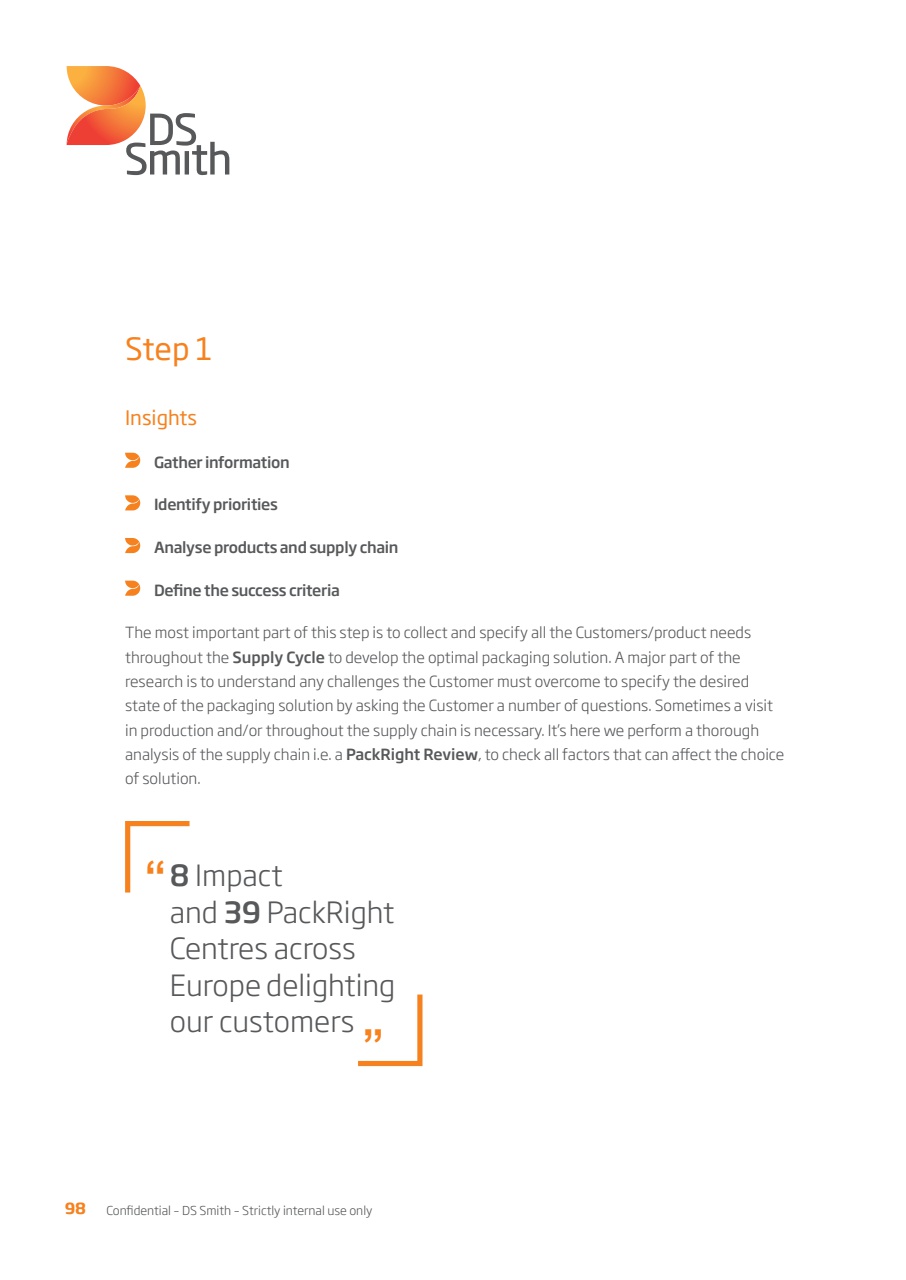 DS
Smith
Step 1
Insights
Gather information
Identify priorities
Analyse products and supply chain
Define the success criteria
The most important part of this step is to collect and specify all the Customers/product needs
throughout the Supply Cycle to develop the optimal packaging solution. A major part of the
research is to understand any challenges the Customer must overcome to specify the desired
state of the packaging solution by asking the Customer a number of questions. Sometimes a visit
in production and/or throughout the supply chain is necessary. It’s here we perform a thorough
analysis of the supply chain i.e. a PackRight Review, to check all factors that can affect the choice
of solution.
“ 8 Impact
and 39 PackRight
Centres across
Europe delighting
our customers ”
98 Confidential – DS Smith – Strictly internal use only